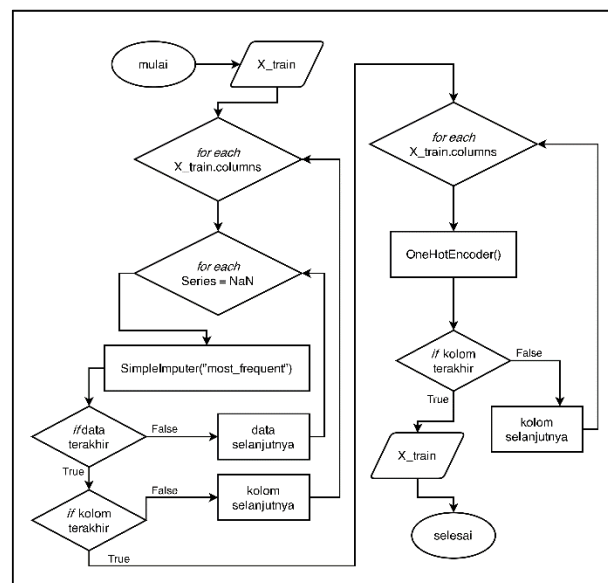 mulai
X_train
for each
X_train.columns
for each
Series = NaN
SimpleImputer("most_frequent")
if data
terakhir
False
data
selanjutnya
True
if kolom
terakhir
False
kolom
selanjutnya
True
for each
X_train.columns
OneHotEncoder()
if kolom
terakhir
False
kolom
selanjutnya
True
X_train
selesai